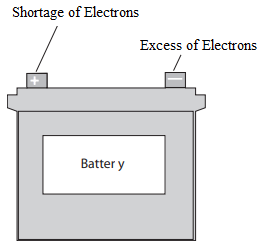 Shortage of Electrons
Excess of Electrons
+ −
Batter y